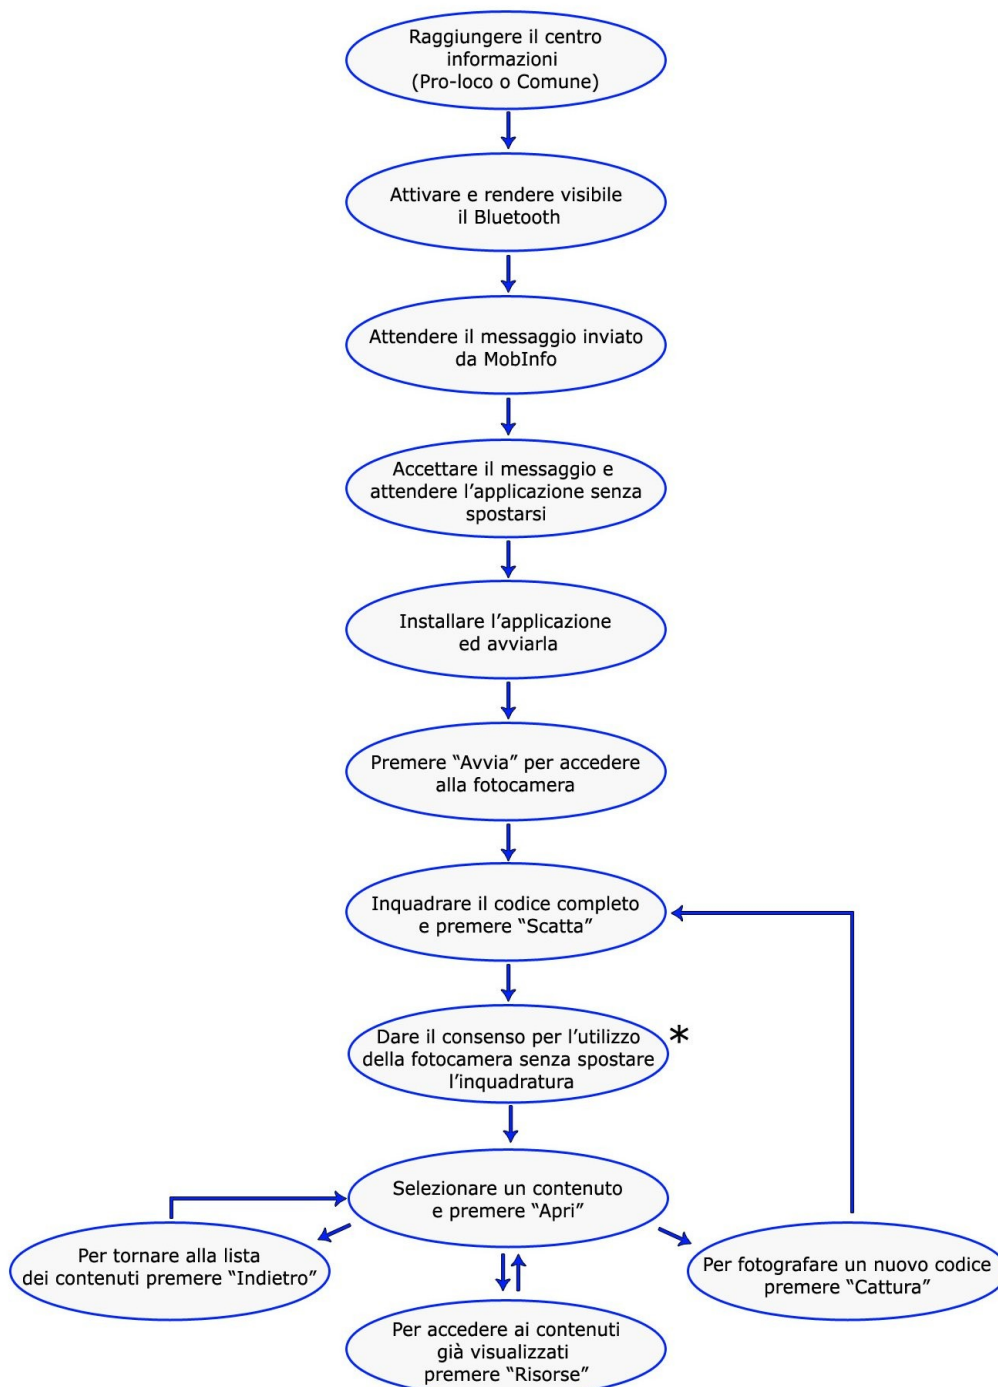 Raggiungere il centro
informazioni
(Pro-loco o Comune)
Attivare e rendere visibile
il Bluetooth
Attendere il messaggio inviato
da MobInfo
Accettare il messaggio e
attendere l’applicazione senza
spostarsi
Installare l’applicazione
ed avviarla
Premere “Avvia” per accedere
alla fotocamera
Inquadrare il codice completo
e premere “Scatta”
Dare il consenso per l’utilizzo
della fotocamera senza spostare
l’inquadratura
*
Selezionare un contenuto
e premere “Apri”
Per tornare alla lista
dei contenuti premere “Indietro”
Per fotografare un nuovo codice
premere “Cattura”
Per accedere ai contenuti
già visualizzati
premere “Risorse”